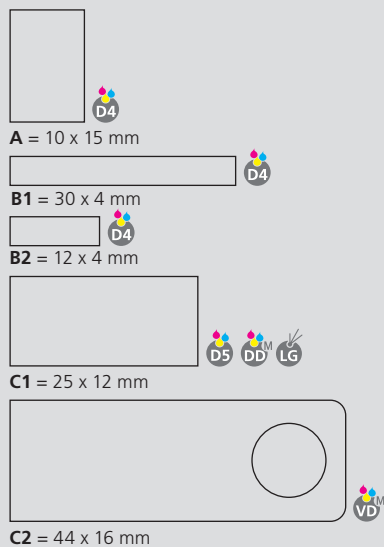 D4
A = 10 x 15 mm
D4
B1 = 30 x 4 mm
D4
B2 = 12 x 4 mm
D5 DD M LG
C1 = 25 x 12 mm
VD M
C2 = 44 x 16 mm